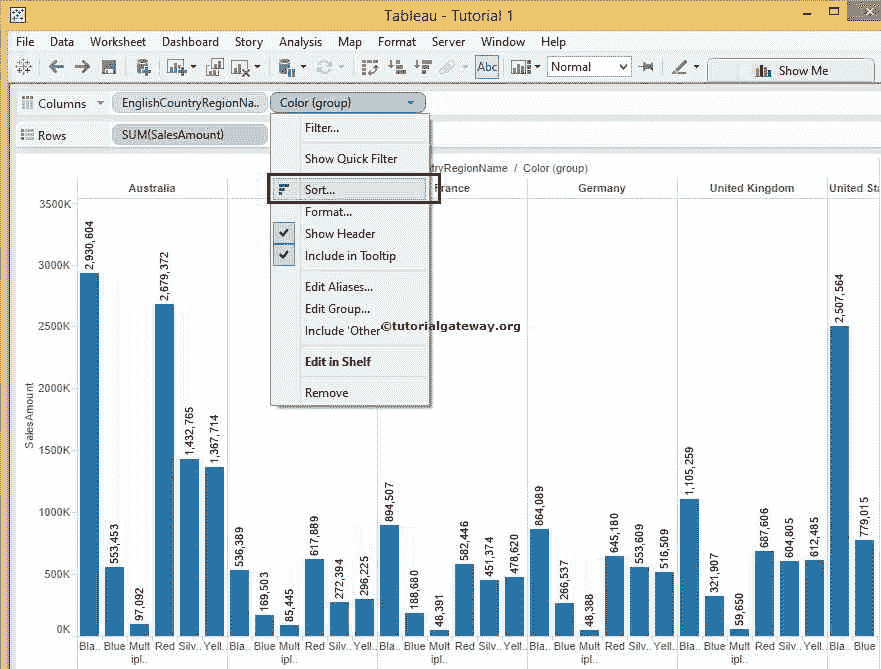 Tableau - Tutorial 1
File Data Worksheet Dashboard Story Analysis Map Format Server Window Help
Abc Normal Show Me
Columns EnglishCountryRegionNa.. Color (group)
Rows SUM(SalesAmount)
Filter...
Show Quick Filter
Sort...
Format...
Show Header
Include in Tooltip
Edit Aliases...
Edit Group...
Include 'Other'
Edit in Shelf
Remove
©tutorialgateway.org
ntryRegionName / Color (group)
Australia France Germany United Kingdom United Sta
SalesAmount
3500K
3000K
2500K
2000K
1500K
1000K
500K
0K
2,930,604 553,453 97,092 2,679,372 1,432,765 1,367,714
536,389 169,503 85,445 617,889 272,394 296,225
894,507 188,680 48,391 582,446 451,374 478,620
864,089 266,537 48,388 645,180 553,609 516,509
1,105,259 321,907 59,650 687,606 604,805 612,485
2,507,564 779,015
Bla.. Blue Mult Red Silv.. Yell.. Bla.. Blue Mult Red Silv.. Yell.. Bla.. Blue Mult Red Silv.. Yell.. Bla.. Blue Mult Red Silv.. Yell.. Bla.. Blue Mult Red Silv.. Yell.. Bla.. Blue
ipl.. ipl.. ipl.. ipl.. ipl..